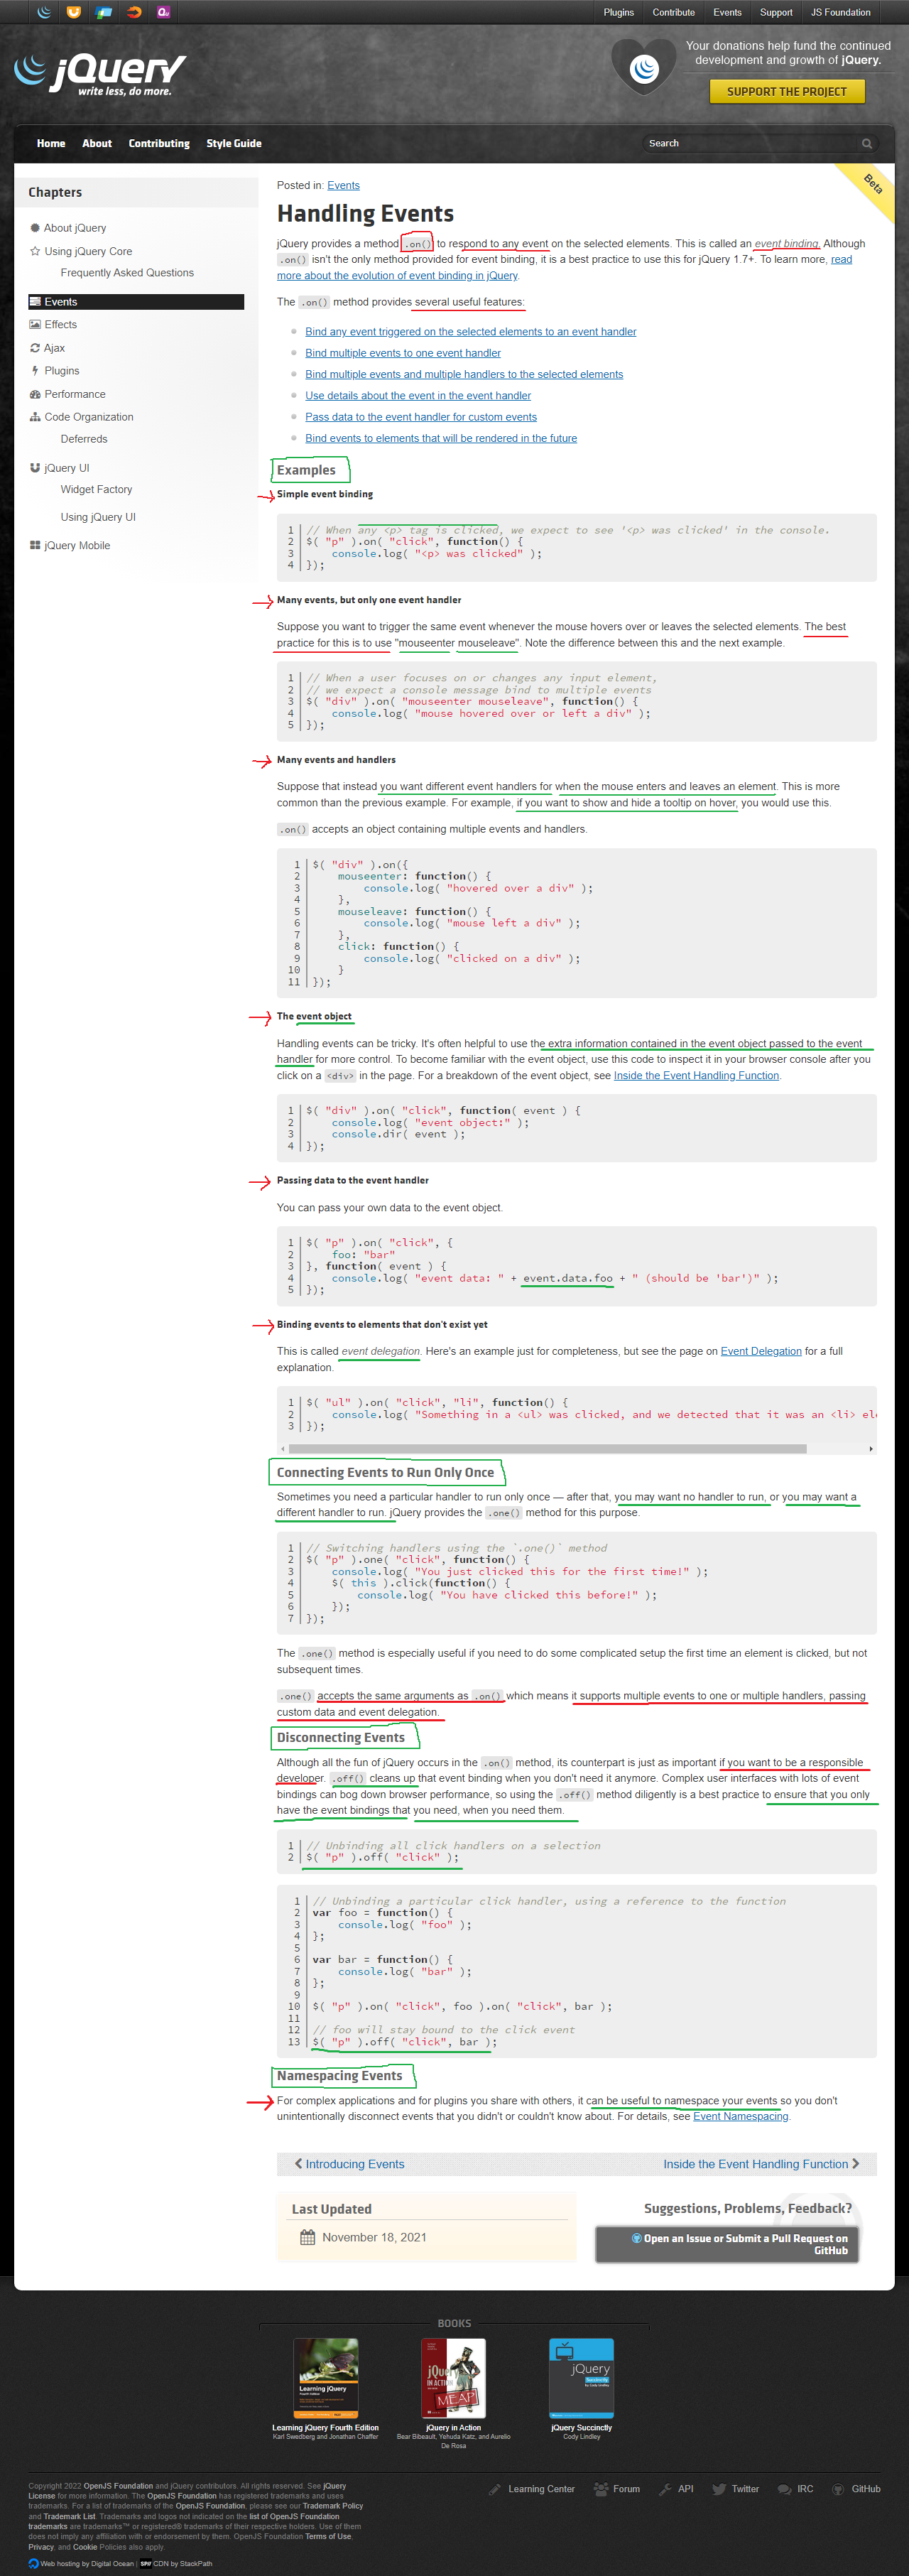 Plugins
Contribute
Events
Support
JS Foundation
jQuery
write less, do more.
Your donations help fund the continued
development and growth of jQuery.
SUPPORT THE PROJECT
Home
About
Contributing
Style Guide
Search
Beta
Chapters
About jQuery
Using jQuery Core
Frequently Asked Questions
Events
Effects
Ajax
Plugins
Performance
Code Organization
Deferreds
jQuery UI
Widget Factory
Using jQuery UI
jQuery Mobile
Posted in: Events
Handling Events
jQuery provides a method .on() to respond to any event on the selected elements. This is called an event binding. Although
.on() isn't the only method provided for event binding, it is a best practice to use this for jQuery 1.7+. To learn more, read
more about the evolution of event binding in jQuery.
The .on() method provides several useful features:
Bind any event triggered on the selected elements to an event handler
Bind multiple events to one event handler
Bind multiple events and multiple handlers to the selected elements
Use details about the event in the event handler
Pass data to the event handler for custom events
Bind events to elements that will be rendered in the future
Examples
Simple event binding
1 // When any <p> tag is clicked, we expect to see '<p> was clicked' in the console.
2 $( "p" ).on( "click", function() {
3 console.log( "<p> was clicked" );
4 });
Many events, but only one event handler
Suppose you want to trigger the same event whenever the mouse hovers over or leaves the selected elements. The best
practice for this is to use "mouseenter mouseleave". Note the difference between this and the next example.
1 // When a user focuses on or changes any input element,
2 // we expect a console message bind to multiple events
3 $( "div" ).on( "mouseenter mouseleave", function() {
4 console.log( "mouse hovered over or left a div" );
5 });
Many events and handlers
Suppose that instead you want different event handlers for when the mouse enters and leaves an element. This is more
common than the previous example. For example, if you want to show and hide a tooltip on hover, you would use this.
.on() accepts an object containing multiple events and handlers.
1 $( "div" ).on({
2 mouseenter: function() {
3 console.log( "hovered over a div" );
4 },
5 mouseleave: function() {
6 console.log( "mouse left a div" );
7 },
8 click: function() {
9 console.log( "clicked on a div" );
10 }
11 });
The event object
Handling events can be tricky. It's often helpful to use the extra information contained in the event object passed to the event
handler for more control. To become familiar with the event object, use this code to inspect it in your browser console after you
click on a <div> in the page. For a breakdown of the event object, see Inside the Event Handling Function.
1 $( "div" ).on( "click", function( event ) {
2 console.log( "event object:" );
3 console.dir( event );
4 });
Passing data to the event handler
You can pass your own data to the event object.
1 $( "p" ).on( "click", {
2 foo: "bar"
3 }, function( event ) {
4 console.log( "event data: " + event.data.foo + " (should be 'bar')" );
5 });
Binding events to elements that don't exist yet
This is called event delegation. Here's an example just for completeness, but see the page on Event Delegation for a full
explanation.
1 $( "ul" ).on( "click", "li", function() {
2 console.log( "Something in a <ul> was clicked, and we detected that it was an <li> ele
3 });
Connecting Events to Run Only Once
Sometimes you need a particular handler to run only once — after that, you may want no handler to run, or you may want a
different handler to run. jQuery provides the .one() method for this purpose.
1 // Switching handlers using the `.one()` method
2 $( "p" ).one( "click", function() {
3 console.log( "You just clicked this for the first time!" );
4 $( this ).click(function() {
5 console.log( "You have clicked this before!" );
6 });
7 });
The .one() method is especially useful if you need to do some complicated setup the first time an element is clicked, but not
subsequent times.
.one() accepts the same arguments as .on() which means it supports multiple events to one or multiple handlers, passing
custom data and event delegation.
Disconnecting Events
Although all the fun of jQuery occurs in the .on() method, its counterpart is just as important if you want to be a responsible
developer. .off() cleans up that event binding when you don't need it anymore. Complex user interfaces with lots of event
bindings can bog down browser performance, so using the .off() method diligently is a best practice to ensure that you only
have the event bindings that you need, when you need them.
1 // Unbinding all click handlers on a selection
2 $( "p" ).off( "click" );
1 // Unbinding a particular click handler, using a reference to the function
2 var foo = function() {
3 console.log( "foo" );
4 };
5
6 var bar = function() {
7 console.log( "bar" );
8 };
9
10 $( "p" ).on( "click", foo ).on( "click", bar );
11
12 // foo will stay bound to the click event
13 $( "p" ).off( "click", bar );
Namespacing Events
For complex applications and for plugins you share with others, it can be useful to namespace your events so you don't
unintentionally disconnect events that you didn't or couldn't know about. For details, see Event Namespacing.
Introducing Events
Inside the Event Handling Function
Last Updated
November 18, 2021
Suggestions, Problems, Feedback?
Open an Issue or Submit a Pull Request on
GitHub
BOOKS
Learning jQuery
jQuery
IN ACTION
MEAP
jQuery
Succinctly
Learning jQuery Fourth Edition
Karl Swedberg and Jonathan Chaffer
jQuery in Action
Bear Bibeault, Yehuda Katz, and Aurelio
De Rosa
jQuery Succinctly
Cody Lindley
Copyright 2022 OpenJS Foundation and jQuery contributors. All rights reserved. See jQuery
License for more information. The OpenJS Foundation has registered trademarks and uses
trademarks. For a list of trademarks of the OpenJS Foundation, please see our Trademark Policy
and Trademark List. Trademarks and logos not indicated on the list of OpenJS Foundation
trademarks are trademarks™ or registered® trademarks of their respective holders. Use of them
does not imply any affiliation with or endorsement by them. OpenJS Foundation Terms of Use,
Privacy, and Cookie Policies also apply.
Web hosting by Digital Ocean | CDN by StackPath
Learning Center
Forum
API
Twitter
IRC
GitHub